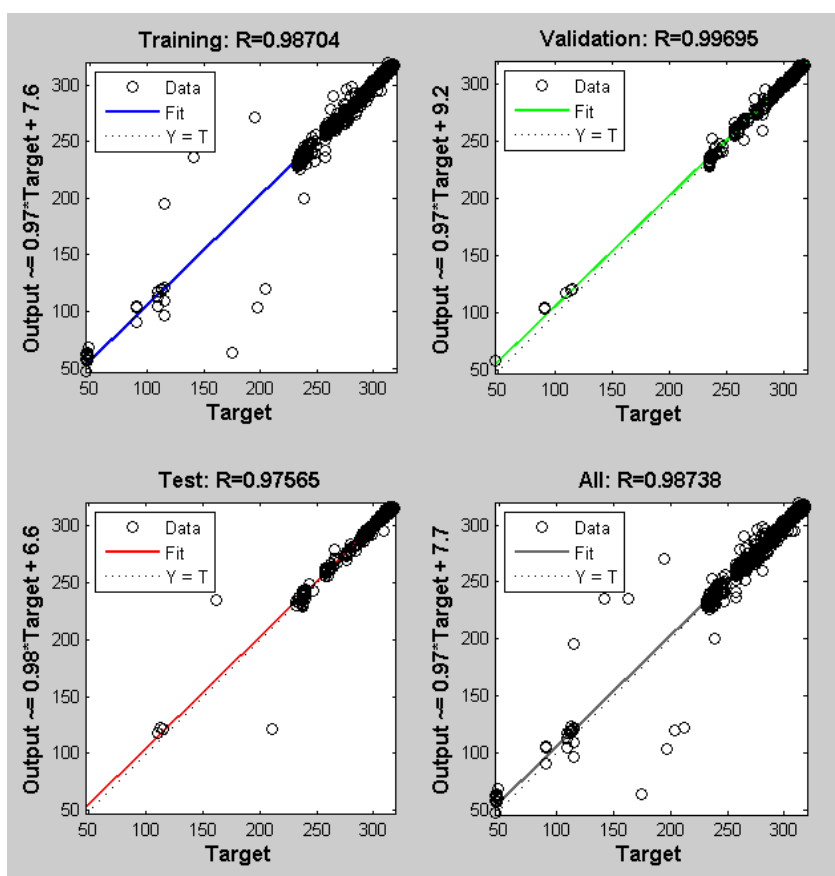 Training: R=0.98704
Output ~= 0.97*Target + 7.6
300
250
200
150
100
50
Data
Fit
Y = T
50 100 150 200 250 300
Target
Validation: R=0.99695
Output ~= 0.97*Target + 9.2
300
250
200
150
100
50
Data
Fit
Y = T
50 100 150 200 250 300
Target
Test: R=0.97565
Output ~= 0.98*Target + 6.6
300
250
200
150
100
50
Data
Fit
Y = T
50 100 150 200 250 300
Target
All: R=0.98738
Output ~= 0.97*Target + 7.7
300
250
200
150
100
50
Data
Fit
Y = T
50 100 150 200 250 300
Target